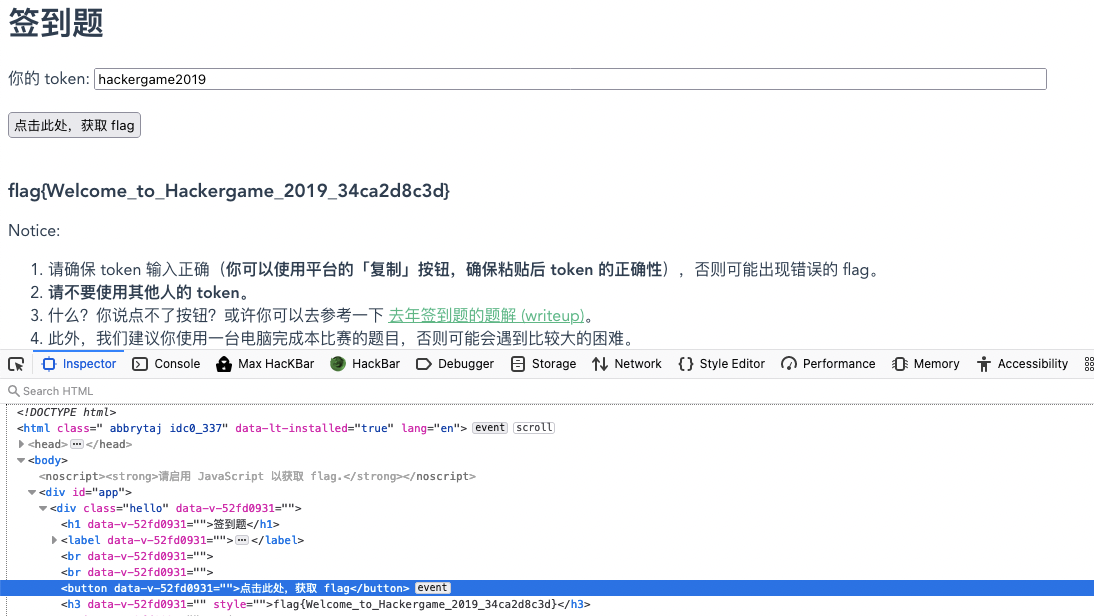 签到题
你的 token: hackergame2019
点击此处，获取 flag
flag{Welcome_to_Hackergame_2019_34ca2d8c3d}
Notice:
1. 请确保 token 输入正确（你可以使用平台的「复制」按钮，确保粘贴后 token 的正确性），否则可能出现错误的 flag。
2. 请不要使用其他人的 token。
3. 什么？你说点不了按钮？或许你可以去参考一下 去年签到题的题解 (writeup)。
4. 此外，我们建议你使用一台电脑完成本比赛的题目，否则可能会遇到比较大的困难。
Inspector Console Max HacKBar HackBar Debugger Storage Network Style Editor Performance Memory Accessibility
Search HTML
<!DOCTYPE html>
<html class=" abbrytaj idc0_337" data-lt-installed="true" lang="en"> event scroll
<head>⋯</head>
<body>
<noscript><strong>请启用 JavaScript 以获取 flag.</strong></noscript>
<div id="app">
<div class="hello" data-v-52fd0931="">
<h1 data-v-52fd0931="">签到题</h1>
<label data-v-52fd0931="">⋯</label>
<br data-v-52fd0931="">
<br data-v-52fd0931="">
<button data-v-52fd0931="">点击此处，获取 flag</button> event
<h3 data-v-52fd0931="" style="">flag{Welcome_to_Hackergame_2019_34ca2d8c3d}</h3>